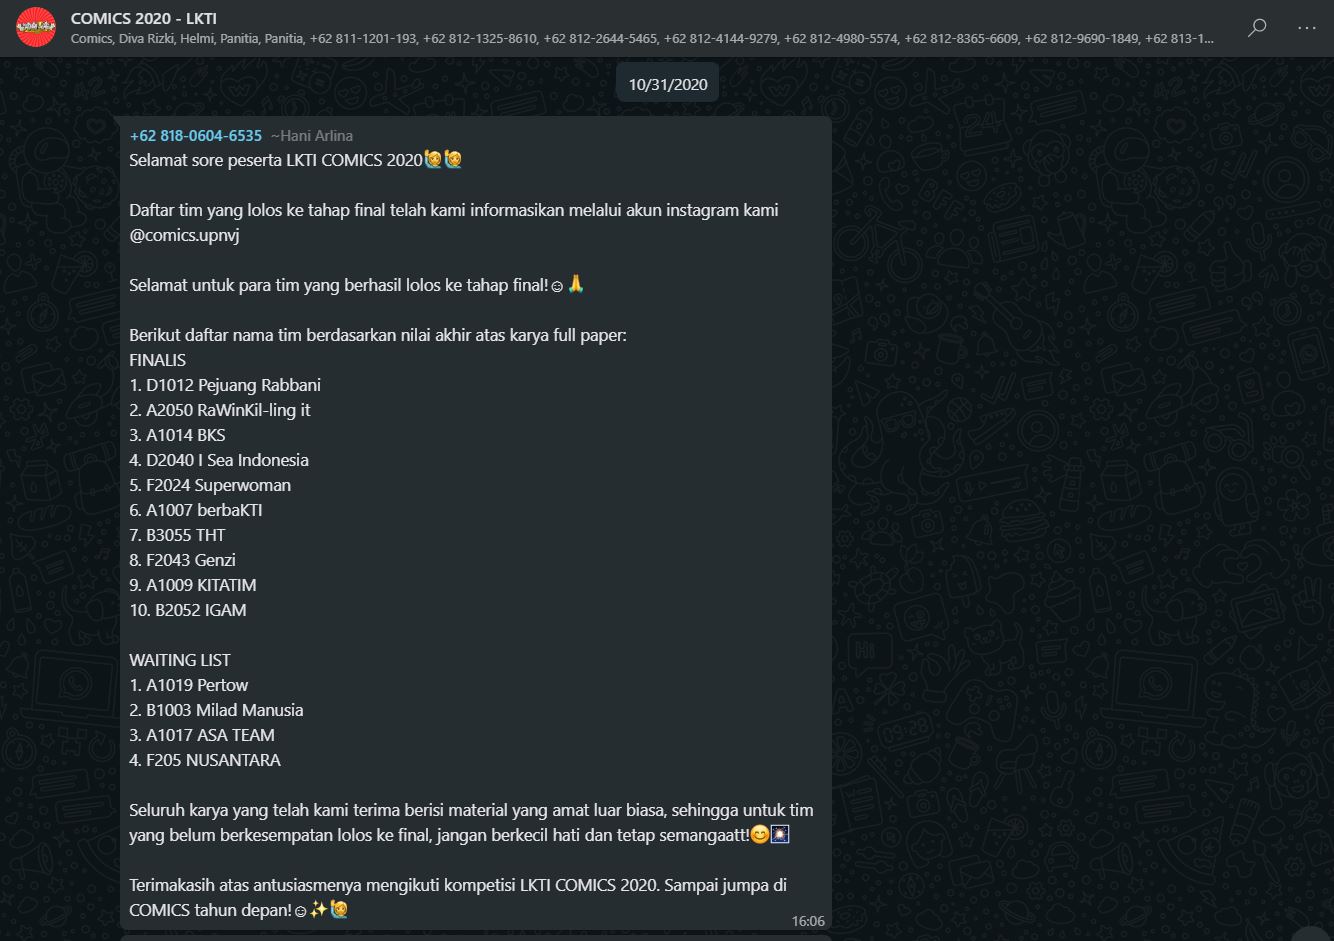 COMICS 2020 - LKTI
Comics, Diva Rizki, Helmi, Panitia, Panitia, +62 811-1201-193, +62 812-1325-8610, +62 812-2644-5465, +62 812-4144-9279, +62 812-4980-5574, +62 812-8365-6609, +62 812-9690-1849, +62 813-1...
10/31/2020
+62 818-0604-6535 ~Hani Arlina
Selamat sore peserta LKTI COMICS 2020🙋🙋
Daftar tim yang lolos ke tahap final telah kami informasikan melalui akun instagram kami
@comics.upnvj
Selamat untuk para tim yang berhasil lolos ke tahap final!☺🙏
Berikut daftar nama tim berdasarkan nilai akhir atas karya full paper:
FINALIS
1. D1012 Pejuang Rabbani
2. A2050 RaWinKil-ling it
3. A1014 BKS
4. D2040 I Sea Indonesia
5. F2024 Superwoman
6. A1007 berbaKTI
7. B3055 THT
8. F2043 Genzi
9. A1009 KITATIM
10. B2052 IGAM
WAITING LIST
1. A1019 Pertow
2. B1003 Milad Manusia
3. A1017 ASA TEAM
4. F205 NUSANTARA
Seluruh karya yang telah kami terima berisi material yang amat luar biasa, sehingga untuk tim
yang belum berkesempatan lolos ke final, jangan berkecil hati dan tetap semangaatt!😊🎆
Terimakasih atas antusiasmenya mengikuti kompetisi LKTI COMICS 2020. Sampai jumpa di
COMICS tahun depan!☺✨🙋
16:06